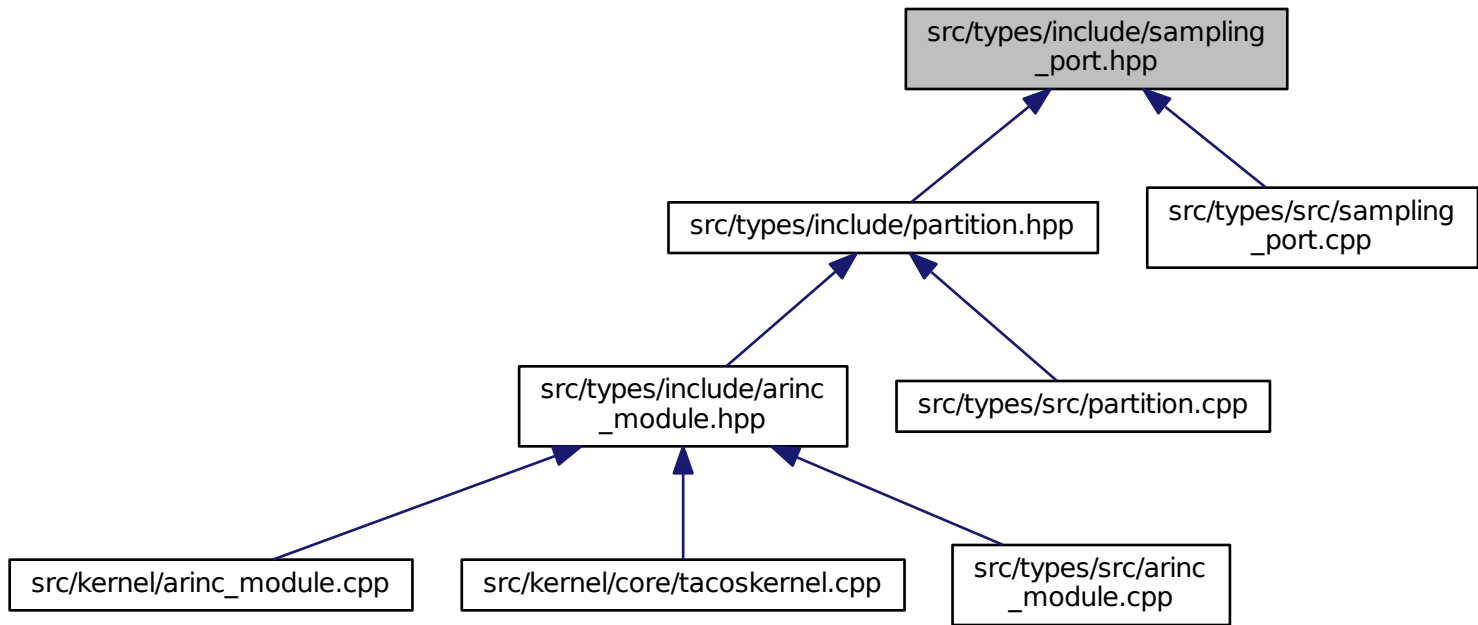 src/types/include/sampling
_port.hpp
src/types/include/partition.hpp
src/types/src/sampling
_port.cpp
src/types/include/arinc
_module.hpp
src/types/src/partition.cpp
src/kernel/arinc_module.cpp
src/kernel/core/tacoskernel.cpp
src/types/src/arinc
_module.cpp